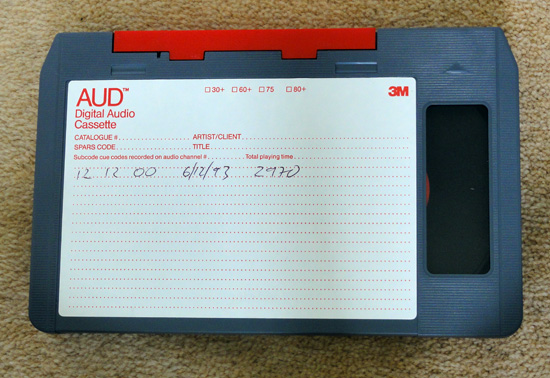 AUD™ □ 30+ □ 60+ □ 75 □ 80+ 3M
Digital Audio
Cassette
CATALOGUE # ARTIST/CLIENT
SPARS CODE TITLE
Subcode cue codes recorded on audio channel # Total playing time
12 12 00 6/12/93 2970